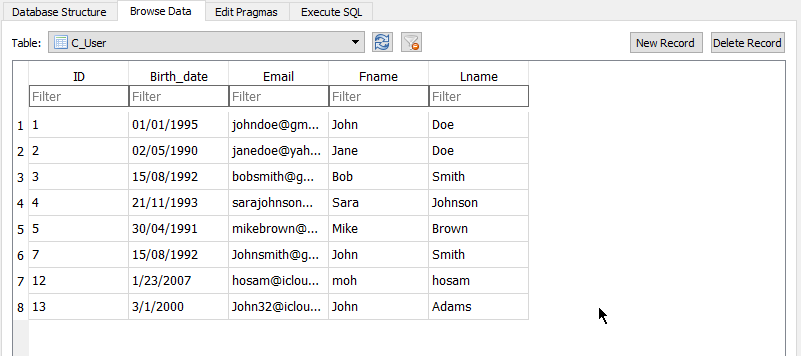 Database Structure Browse Data Edit Pragmas Execute SQL
Table: C_User New Record Delete Record
ID Birth_date Email Fname Lname
Filter Filter Filter Filter Filter
1 1 01/01/1995 johndoe@gm... John Doe
2 2 02/05/1990 janedoe@yah... Jane Doe
3 3 15/08/1992 bobsmith@g... Bob Smith
4 4 21/11/1993 sarajohnson... Sara Johnson
5 5 30/04/1991 mikebrown@... Mike Brown
6 7 15/08/1992 Johnsmith@g... John Smith
7 12 1/23/2007 hosam@iclou... moh hosam
8 13 3/1/2000 John32@iclou... John Adams